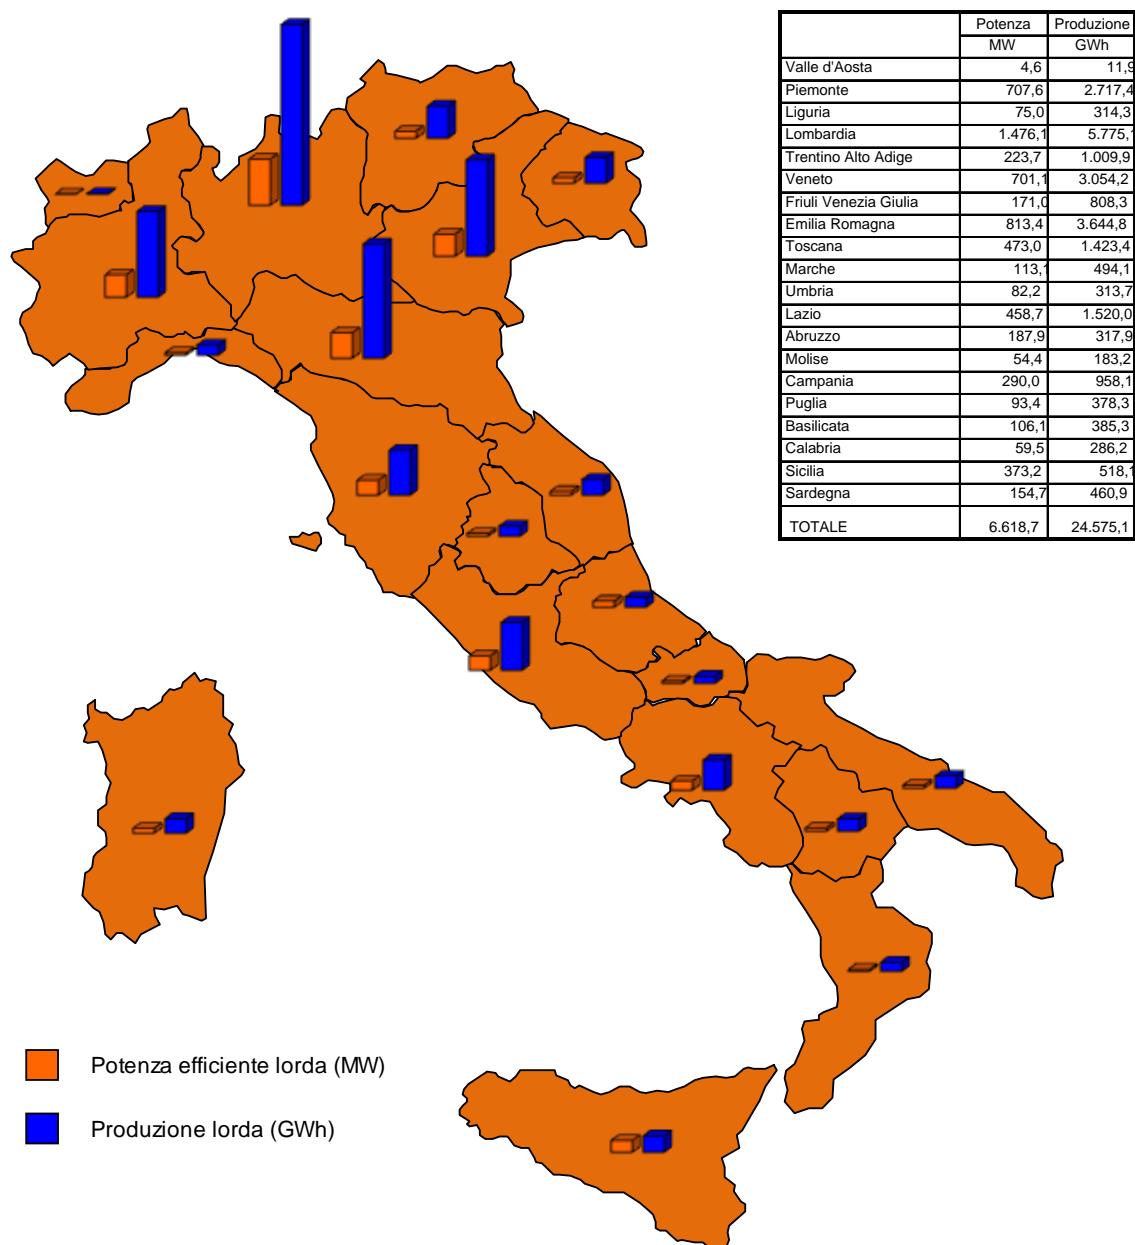 Potenza Produzione
MW GWh
Valle d'Aosta 4,6 11,9
Piemonte 707,6 2.717,4
Liguria 75,0 314,3
Lombardia 1.476,1 5.775,1
Trentino Alto Adige 223,7 1.009,9
Veneto 701,1 3.054,2
Friuli Venezia Giulia 171,0 808,3
Emilia Romagna 813,4 3.644,8
Toscana 473,0 1.423,4
Marche 113,1 494,1
Umbria 82,2 313,7
Lazio 458,7 1.520,0
Abruzzo 187,9 317,9
Molise 54,4 183,2
Campania 290,0 958,1
Puglia 93,4 378,3
Basilicata 106,1 385,3
Calabria 59,5 286,2
Sicilia 373,2 518,1
Sardegna 154,7 460,9
TOTALE 6.618,7 24.575,1
Potenza efficiente lorda (MW)
Produzione lorda (GWh)